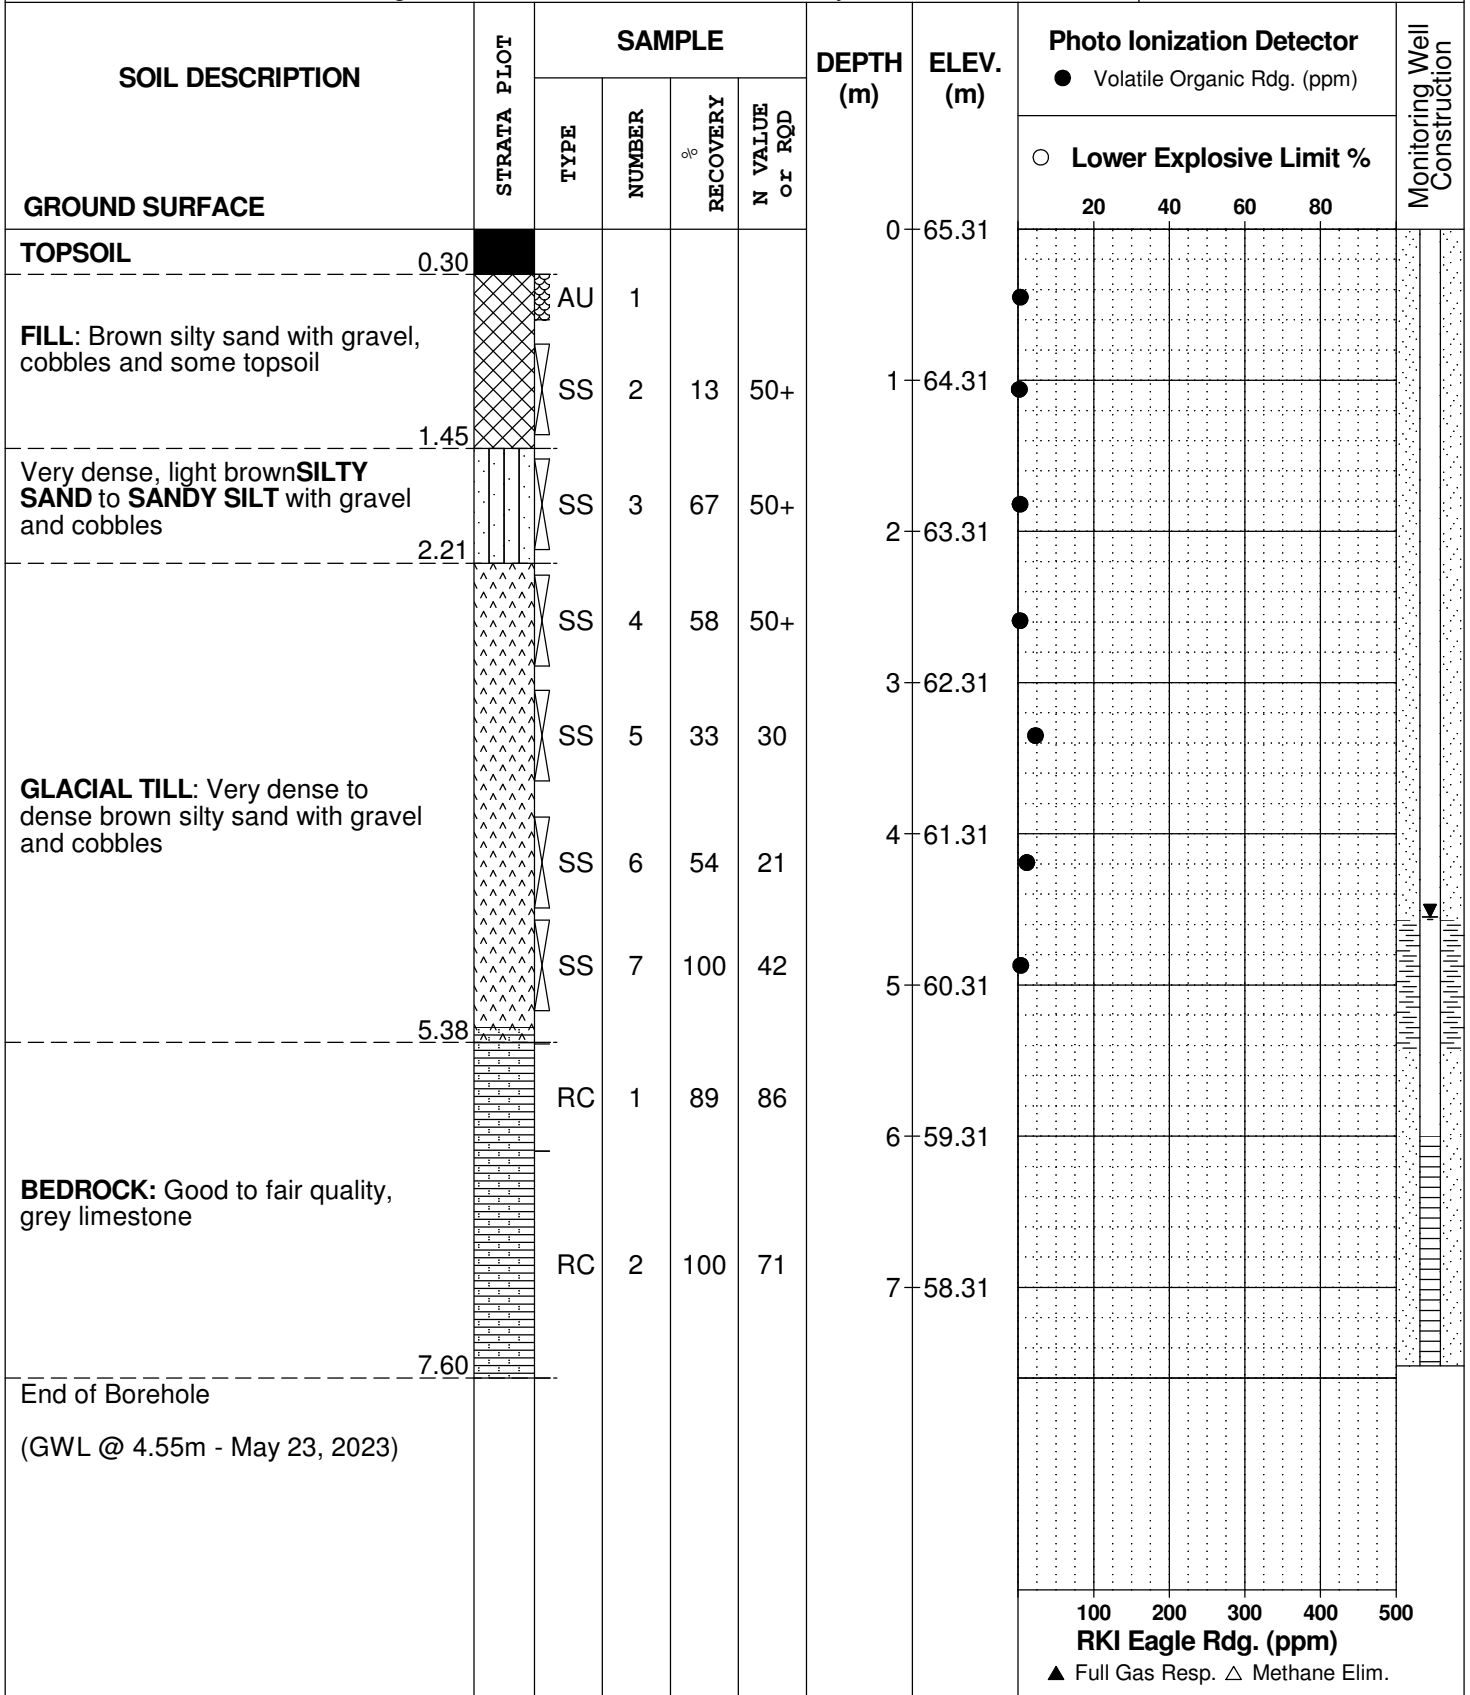 SOIL DESCRIPTION
GROUND SURFACE
STRATA PLOT
SAMPLE
TYPE
NUMBER
% RECOVERY
N VALUE or RQD
DEPTH (m)
ELEV. (m)
Photo Ionization Detector
● Volatile Organic Rdg. (ppm)
○ Lower Explosive Limit %
20 40 60 80
Monitoring Well Construction
0 65.31
TOPSOIL
0.30
AU 1
FILL: Brown silty sand with gravel,
cobbles and some topsoil
1 64.31
SS 2 13 50+
1.45
Very dense, light brownSILTY
SAND to SANDY SILT with gravel
and cobbles
SS 3 67 50+
2 63.31
2.21
SS 4 58 50+
3 62.31
SS 5 33 30
GLACIAL TILL: Very dense to
dense brown silty sand with gravel
and cobbles
4 61.31
SS 6 54 21
SS 7 100 42
5 60.31
5.38
RC 1 89 86
6 59.31
BEDROCK: Good to fair quality,
grey limestone
RC 2 100 71
7 58.31
7.60
End of Borehole
(GWL @ 4.55m - May 23, 2023)
100 200 300 400 500
RKI Eagle Rdg. (ppm)
▲ Full Gas Resp. △ Methane Elim.